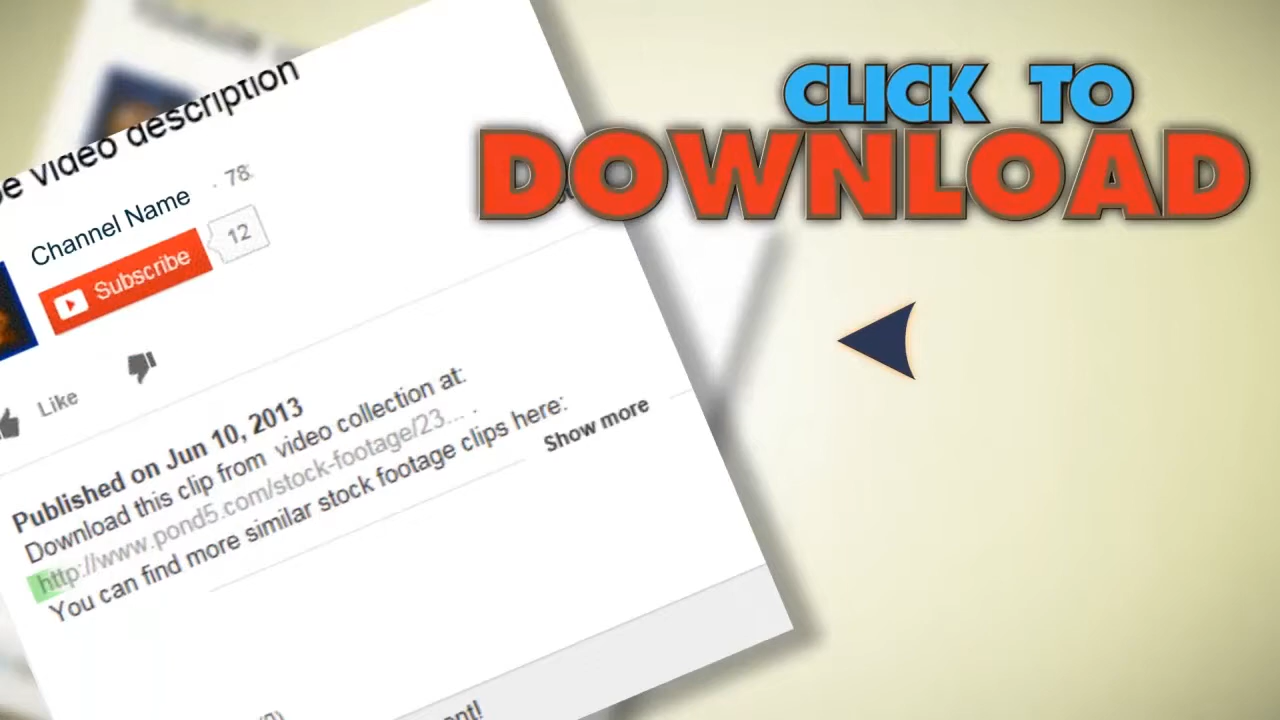 CLICK TO
DOWNLOAD
video description
Channel Name
78
Subscribe
12
Like
Published on Jun 10, 2013
Download this clip from video collection at:
http://www.pond5.com/stock-footage/23...
You can find more similar stock footage clips here:
Show more